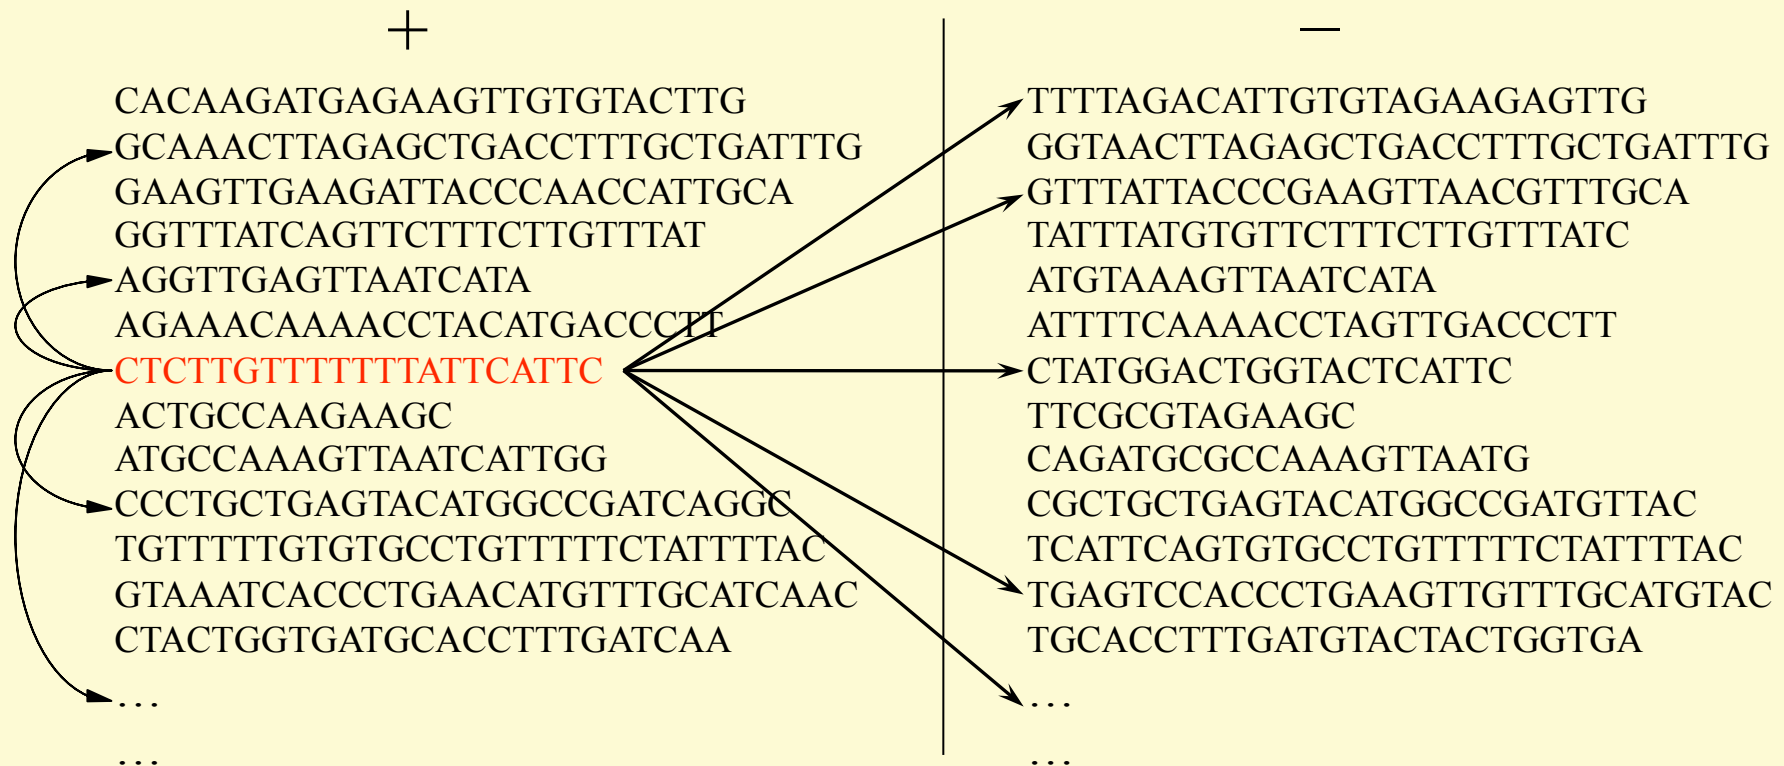 +
CACAAGATGAGAAGTTGTGTACTTG
GCAAACTTAGAGCTGACCTTTGCTGATTTG
GAAGTTGAAGATTACCCAACCATTGCA
GGTTTATCAGTTCTTTCTTGTTTAT
AGGTTGAGTTAATCATA
AGAAACAAAACCTACATGACCCTT
CTCTTGTTTTTTTATTCATTC
ACTGCCAAGAAGC
ATGCCAAAGTTAATCATTGG
CCCTGCTGAGTACATGGCCGATCAGGC
TGTTTTTGTGTGCCTGTTTTTCTATTTTAC
GTAAATCACCCTGAACATGTTTGCATCAAC
CTACTGGTGATGCACCTTTGATCAA
...
...
−
TTTTAGACATTGTGTAGAAGAGTTG
GGTAACTTAGAGCTGACCTTTGCTGATTTG
GTTTATTACCCGAAGTTAACGTTTGCA
TATTTATGTGTTCTTTCTTGTTTATC
ATGTAAAGTTAATCATA
ATTTTCAAAACCTAGTTGACCCTT
CTATGGACTGGTACTCATTC
TTCGCGTAGAAGC
CAGATGCGCCAAAGTTAATG
CGCTGCTGAGTACATGGCCGATGTTAC
TCATTCAGTGTGCCTGTTTTTCTATTTTAC
TGAGTCCACCCTGAAGTTGTTTGCATGTAC
TGCACCTTTGATGTACTACTGGTGA
...
...